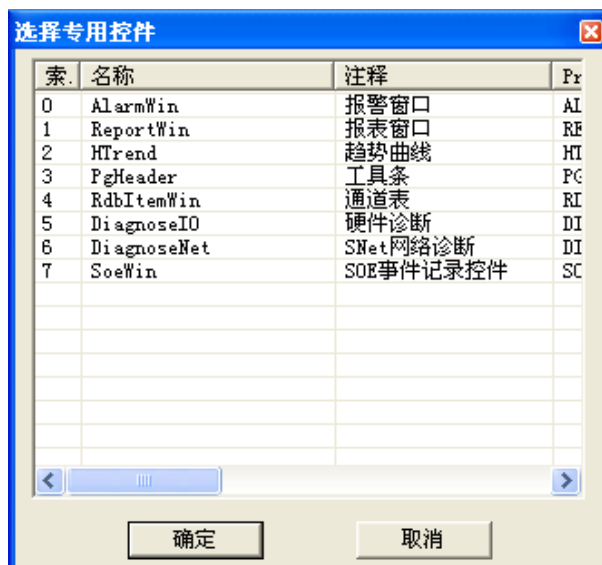 选择专用控件
索. 名称 注释 Pr
0 AlarmWin 报警窗口 AL
1 ReportWin 报表窗口 RE
2 HTrend 趋势曲线 HT
3 PgHeader 工具条 PG
4 RdbItemWin 通道表 RI
5 DiagnoseIO 硬件诊断 DI
6 DiagnoseNet SNet网络诊断 DI
7 SoeWin SOE事件记录控件 SO
确定 取消